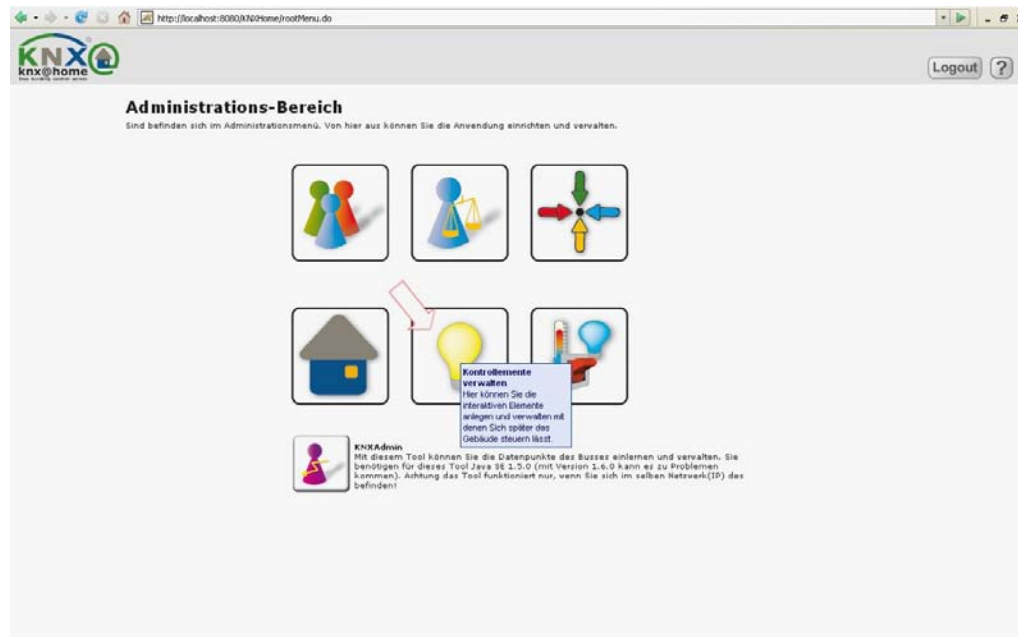 http://localhost:8080/KNXHome/rootMenu.do
KNX@
knx@home
Logout ?
Administrations-Bereich
Sind befinden sich im Administrationsmenü. Von hier aus können Sie die Anwendung einrichten und verwalten.
Kontrollemente
verwalten
Hier können Sie die
interaktiven Elemente
anlegen und verwalten mit
denen Sich später das
Gebäude steuern lässt.
KNXAdmin
Mit diesem Tool können Sie die Datenpunkte des Busses einlernen und verwalten. Sie
benötigen für dieses Tool Java SE 1.5.0 (mit Version 1.6.0 kann es zu Problemen
kommen). Achtung das Tool funktioniert nur, wenn Sie sich im selben Netzwerk(IP) des
befinden!